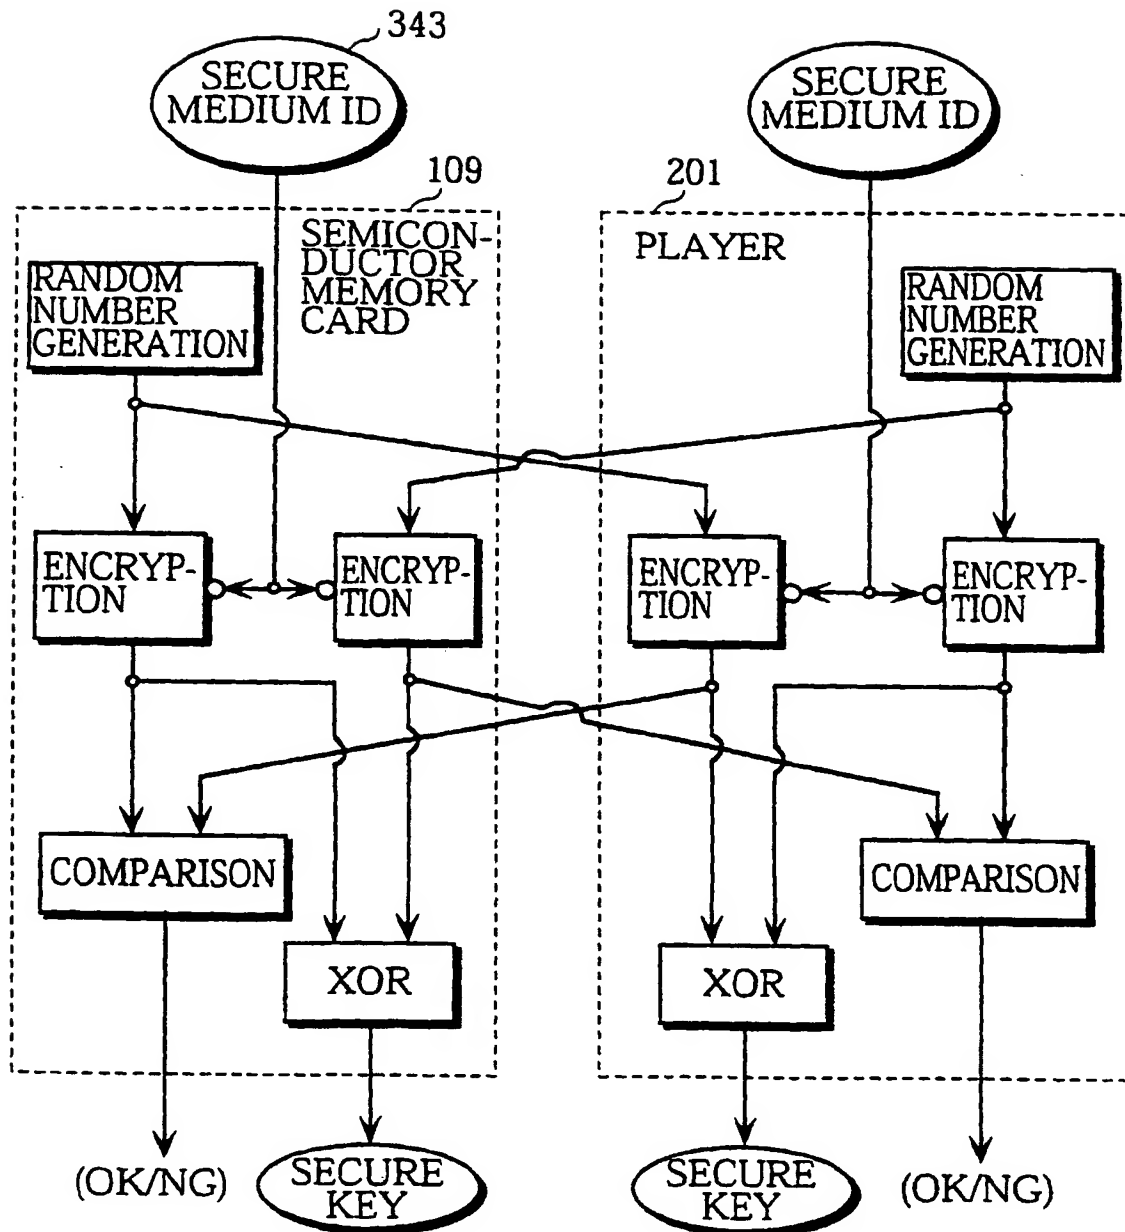 343
SECURE
MEDIUM ID
SECURE
MEDIUM ID
109
201
SEMICON-
DUCTOR
MEMORY
CARD
PLAYER
RANDOM
NUMBER
GENERATION
RANDOM
NUMBER
GENERATION
ENCRYP-
TION
ENCRYP-
TION
ENCRYP-
TION
ENCRYP-
TION
COMPARISON
COMPARISON
XOR
XOR
(OK/NG)
SECURE
KEY
SECURE
KEY
(OK/NG)